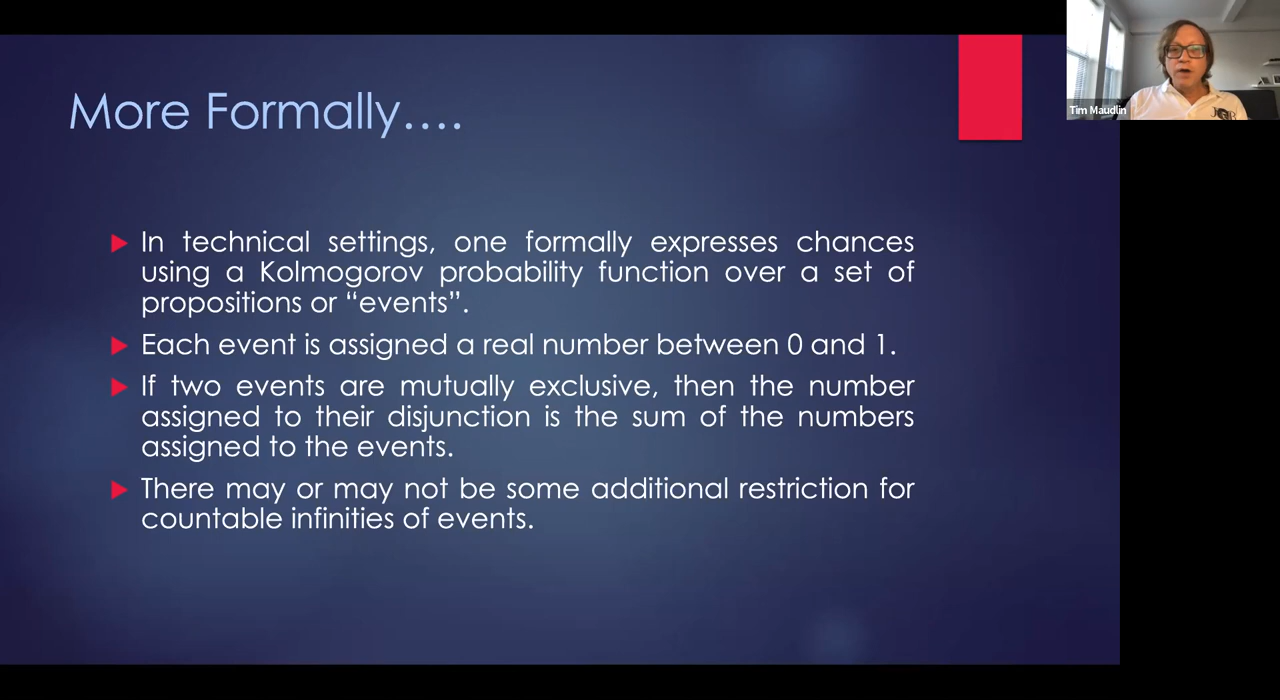 More Formally....
Tim Maudlin
In technical settings, one formally expresses chances
using a Kolmogorov probability function over a set of
propositions or “events”.
Each event is assigned a real number between 0 and 1.
If two events are mutually exclusive, then the number
assigned to their disjunction is the sum of the numbers
assigned to the events.
There may or may not be some additional restriction for
countable infinities of events.